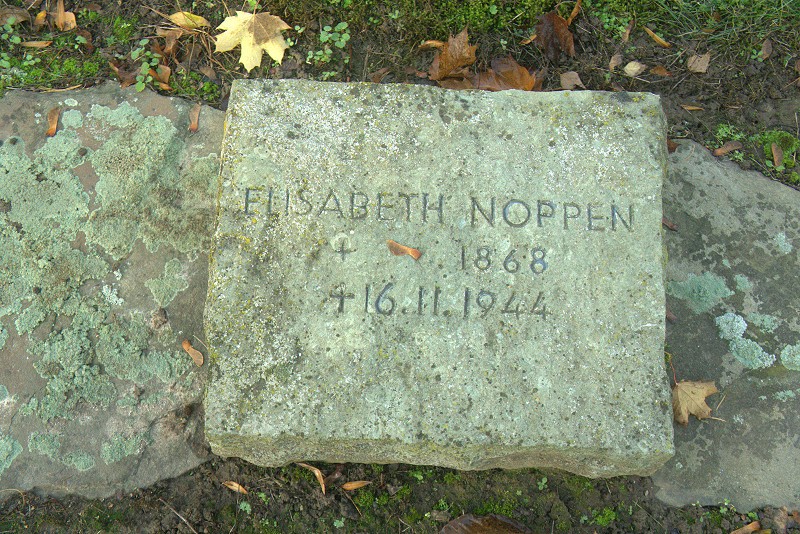 ELISABETH NOPPEN
+ 1868
† 16.11.1944